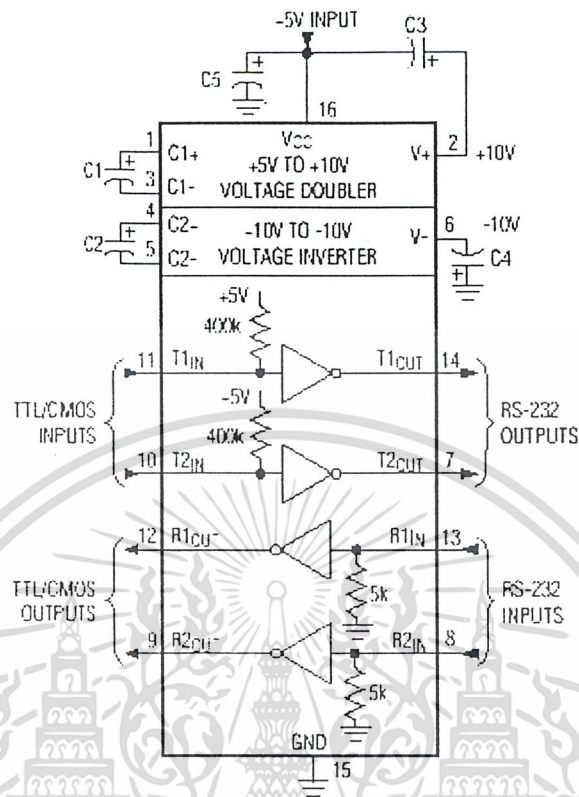 -5V INPUT
C3
C5
16
1
C1+
VCC
V+
2
+10V
C1
+5V TO +10V
3
C1-
VOLTAGE DOUBLER
4
C2-
-10V TO -10V
V-
6
-10V
C2
5
C2-
VOLTAGE INVERTER
C4
+5V
400k
11
T1IN
T1CUT
14
TTL/CMOS
INPUTS
-5V
400k
RS-232
OUTPUTS
10
T2IN
T2CUT
7
12
R1CU-
R1IN
13
TTL/CMOS
OUTPUTS
5k
RS-232
INPUTS
9
R2CU-
R2IN
8
5k
GND
15